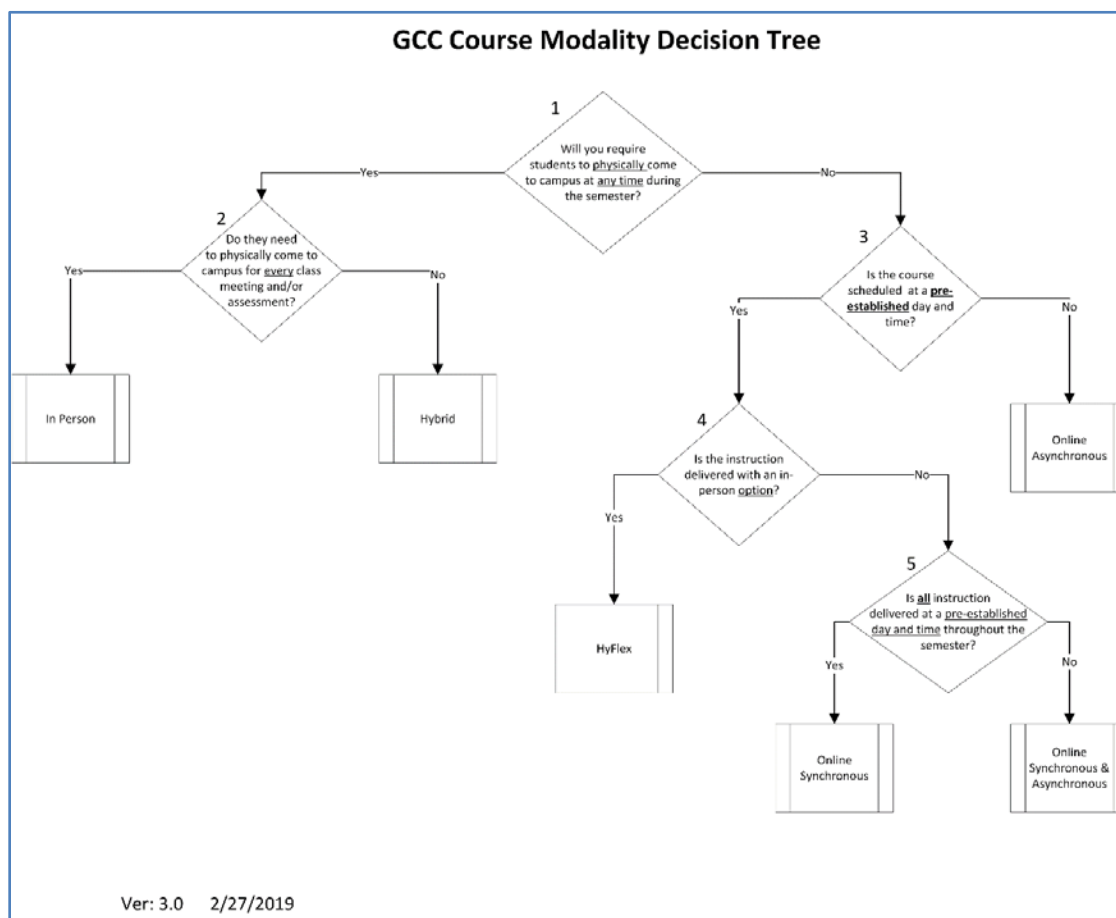 GCC Course Modality Decision Tree
1
Will you require
students to physically come
to campus at any time during
the semester?
Yes
No
2
Do they need
to physically come to
campus for every class
meeting and/or
assessment?
Yes
No
3
Is the course
scheduled at a pre-
established day and
time?
Yes
No
In Person
Hybrid
4
Is the instruction
delivered with an in-
person option?
Yes
No
Online
Asynchronous
5
Is all instruction
delivered at a pre-established
day and time throughout the
semester?
Yes
No
HyFlex
Online
Synchronous
Online
Synchronous &
Asynchronous
Ver: 3.0 2/27/2019